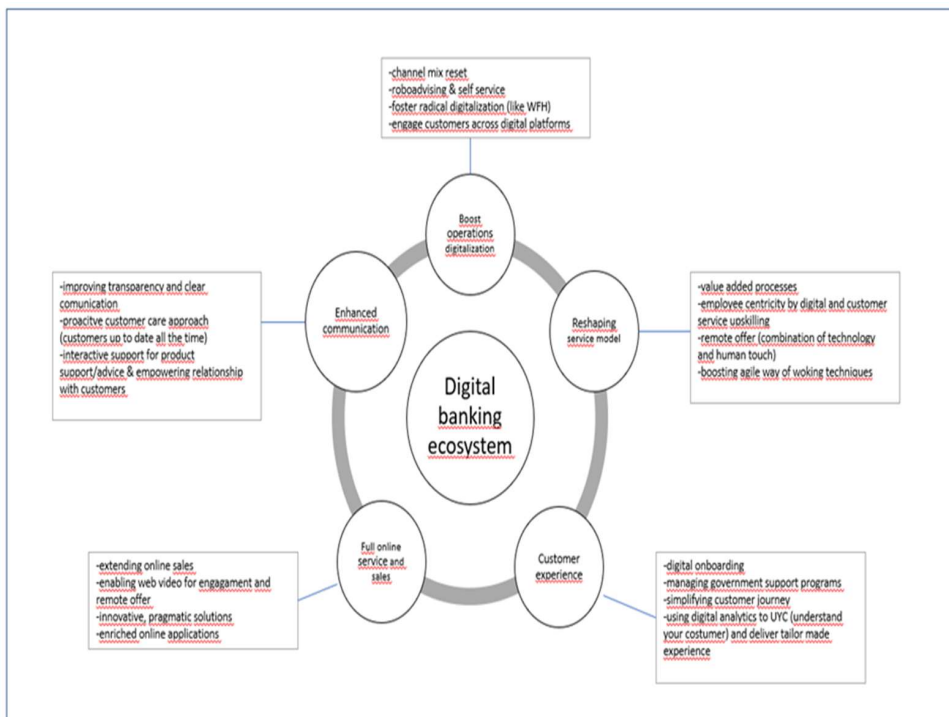 -channel mix reset
-roboadvising & self service
-foster radical digitalization (like WFH)
-engage customers across digital platforms
Boost
operations
digitalization
-improving transparency and clear
comunication
-proacitve customer care approach
(customers up to date all the time)
-interactive support for product
support/advice & empowering relationship
with customers
Enhanced
communication
Reshaping
service model
-value added processes
-employee centricity by digital and customer
service upskilling
-remote offer (combination of technology
and human touch)
-boosting agile way of woking techniques
Digital
banking
ecosystem
-extending online sales
-enabling web video for engagament and
remote offer
-innovative, pragmatic solutions
-enriched online applications
Full online
service and
sales
Customer
experience
-digital onboarding
-managing government support programs
-simplifying customer journey
-using digital analytics to UYC (understand
your costumer) and deliver tailor made
experience